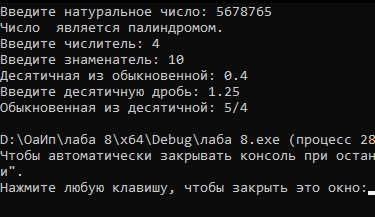 Введите натуральное число: 5678765
Число  является палиндромом.
Введите числитель: 4
Введите знаменатель: 10
Десятичная из обыкновенной: 0.4
Введите десятичную дробь: 1.25
Обыкновенная из десятичной: 5/4
D:\ОаИп\лаба 8\x64\Debug\лаба 8.exe (процесс 28
Чтобы автоматически закрывать консоль при остан
и".
Нажмите любую клавишу, чтобы закрыть это окно: